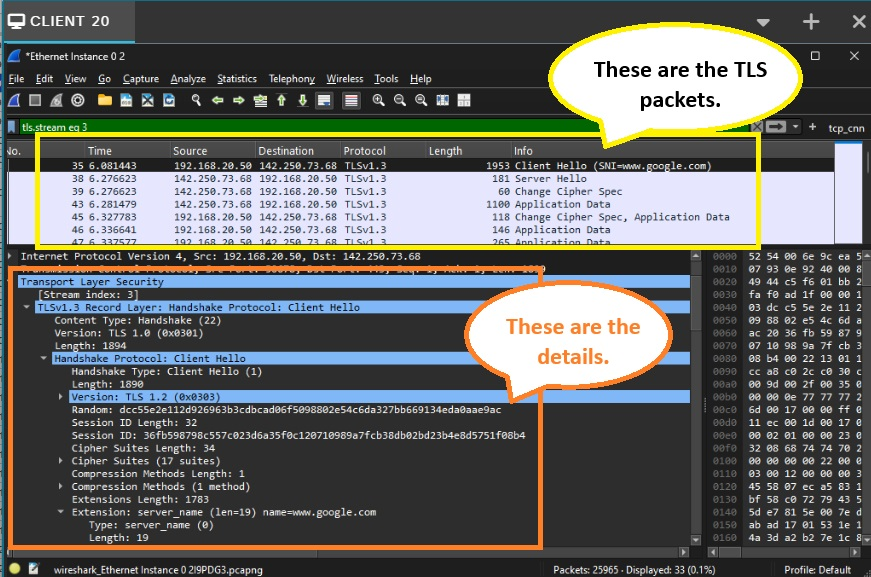 CLIENT 20
*Ethernet Instance 0 2
File Edit View Go Capture Analyze Statistics Telephony Wireless Tools Help
These are the TLS
packets.
tls.stream eq 3
tcp_cnn
No. Time Source Destination Protocol Length Info
35 6.081443 192.168.20.50 142.250.73.68 TLSv1.3 1953 Client Hello (SNI=www.google.com)
38 6.276623 142.250.73.68 192.168.20.50 TLSv1.3 181 Server Hello
39 6.276623 142.250.73.68 192.168.20.50 TLSv1.3 60 Change Cipher Spec
43 6.281479 142.250.73.68 192.168.20.50 TLSv1.3 1100 Application Data
45 6.327783 192.168.20.50 142.250.73.68 TLSv1.3 118 Change Cipher Spec, Application Data
46 6.336641 192.168.20.50 142.250.73.68 TLSv1.3 146 Application Data
47 6.337577 192.168.20.50 142.250.73.68 TLSv1.3 265 Application Data
Internet Protocol Version 4, Src: 192.168.20.50, Dst: 142.250.73.68
Transport Layer Security
[Stream index: 3]
TLSv1.3 Record Layer: Handshake Protocol: Client Hello
Content Type: Handshake (22)
Version: TLS 1.0 (0x0301)
Length: 1894
Handshake Protocol: Client Hello
Handshake Type: Client Hello (1)
Length: 1890
Version: TLS 1.2 (0x0303)
Random: dcc55e2e112d926963b3cdbcad06f5098802e54c6da327bb669134eda0aae9ac
Session ID Length: 32
Session ID: 36fb598798c557c023d6a35f0c120710989a7fcb38db02bd23b4e8d5751f08b4
Cipher Suites Length: 34
Cipher Suites (17 suites)
Compression Methods Length: 1
Compression Methods (1 method)
Extensions Length: 1783
Extension: server_name (len=19) name=www.google.com
Type: server_name (0)
Length: 19
These are the
details.
0000 52 54 00 6e 9c ea 5
0010 07 93 0e 92 40 00 8
0020 49 44 c5 f6 01 bb 2
0030 fa f0 ad 1f 00 00 1
0040 03 dc c5 5e 2e 11 2
0050 09 88 02 e5 4c 6d a
0060 ac 20 36 fb 59 87 9
0070 07 10 98 9a 7f cb 3
0080 08 b4 00 22 13 01 1
0090 cc a8 c0 2c c0 30 c
00a0 00 9d 00 2f 00 35 0
00b0 00 00 0e 77 77 77 2
00c0 6d 00 17 00 00 ff 0
00d0 11 ec 00 1d 00 17 0
00e0 00 02 01 00 00 23 0
00f0 32 08 68 74 74 70 2
0100 00 00 00 00 22 00 0
0110 03 00 12 00 00 00 3
0120 45 58 07 ec a5 83 1
0130 bf 58 c0 72 79 43 5
0140 5d e7 81 5e 00 7e d
0150 ab ad 17 01 53 1e 1
0160 4a 3d a2 b2 7e 1c 8
wireshark_Ethernet Instance 0 2I9PDG3.pcapng
Packets: 25965 · Displayed: 33 (0.1%)
Profile: Default